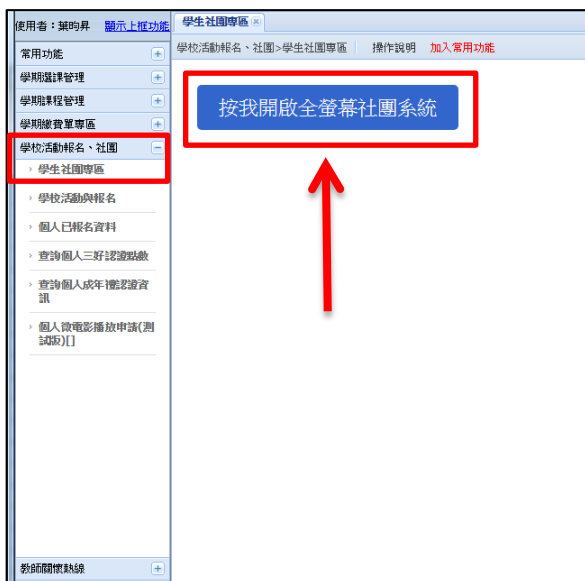 使用者：葉昀昇 顯示上框功能
常用功能
學期選課管理
學期課程管理
學期繳費單專區
學校活動報名、社團
學生社團專區
學校活動與報名
個人已報名資料
查詢個人三好認證點數
查詢個人成年禮認證資
訊
個人微電影播放申請(測
試版)[]
教師關懷熱線
學生社團專區
學校活動報名、社團>學生社團專區 操作說明 加入常用功能
按我開啟全螢幕社團系統